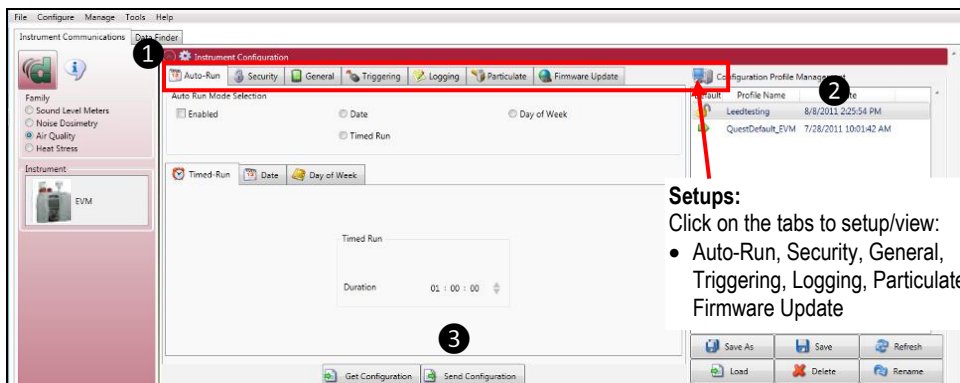 File Configure Manage Tools Help
Instrument Communications Data Finder
1
Instrument Configuration
Auto-Run Security General Triggering Logging Particulate Firmware Update
Configuration Profile Management
2
Family
Sound Level Meters
Noise Dosimetry
Air Quality
Heat Stress
Instrument
EVM
Auto Run Mode Selection
Enabled Date Day of Week
Timed Run
Default Profile Name
Leedtesting 8/8/2011 2:25:54 PM
QuestDefault_EVM 7/28/2011 10:01:42 AM
Timed-Run Date Day of Week
Timed Run
Duration 01 : 00 : 00
Setups:
Click on the tabs to setup/view:
• Auto-Run, Security, General,
Triggering, Logging, Particulate
Firmware Update
3
Get Configuration Send Configuration
Save As Save Refresh
Load Delete Rename